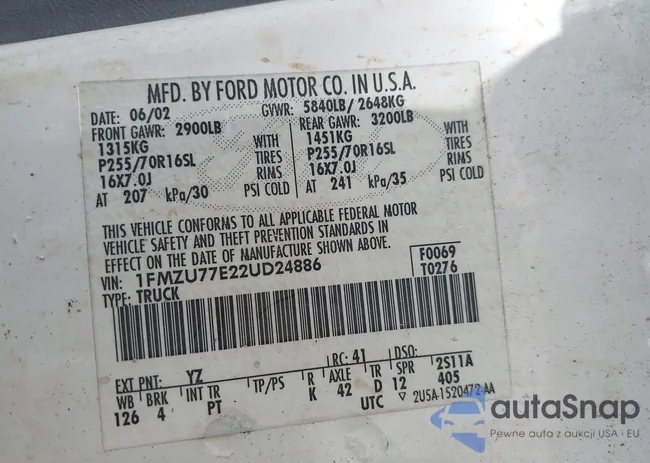 MFD. BY FORD MOTOR CO. IN U.S.A.
DATE: 06/02 GVWR: 5840LB/ 2648KG
FRONT GAWR: 2900LB REAR GAWR: 3200LB
1315KG WITH 1451KG WITH
P255/70R16SL TIRES P255/70R16SL TIRES
16X7.0J RIMS 16X7.0J RIMS
AT 207 kPa/30 PSI COLD AT 241 kPa/35 PSI COLD
THIS VEHICLE CONFORMS TO ALL APPLICABLE FEDERAL MOTOR
VEHICLE SAFETY AND THEFT PREVENTION STANDARDS IN
EFFECT ON THE DATE OF MANUFACTURE SHOWN ABOVE.
VIN: 1FMZU77E22UD24886 F0069
TYPE: TRUCK T0276
EXT PNT: YZ RC: 41 DSO:
WB BRK INT TR TP/PS R AXLE TR SPR 2S11A
126 4 PT K 42 D 12 405
UTC ▽ 2U5A-1520472-AA
autaSnap
Pewne auta z aukcji USA i EU